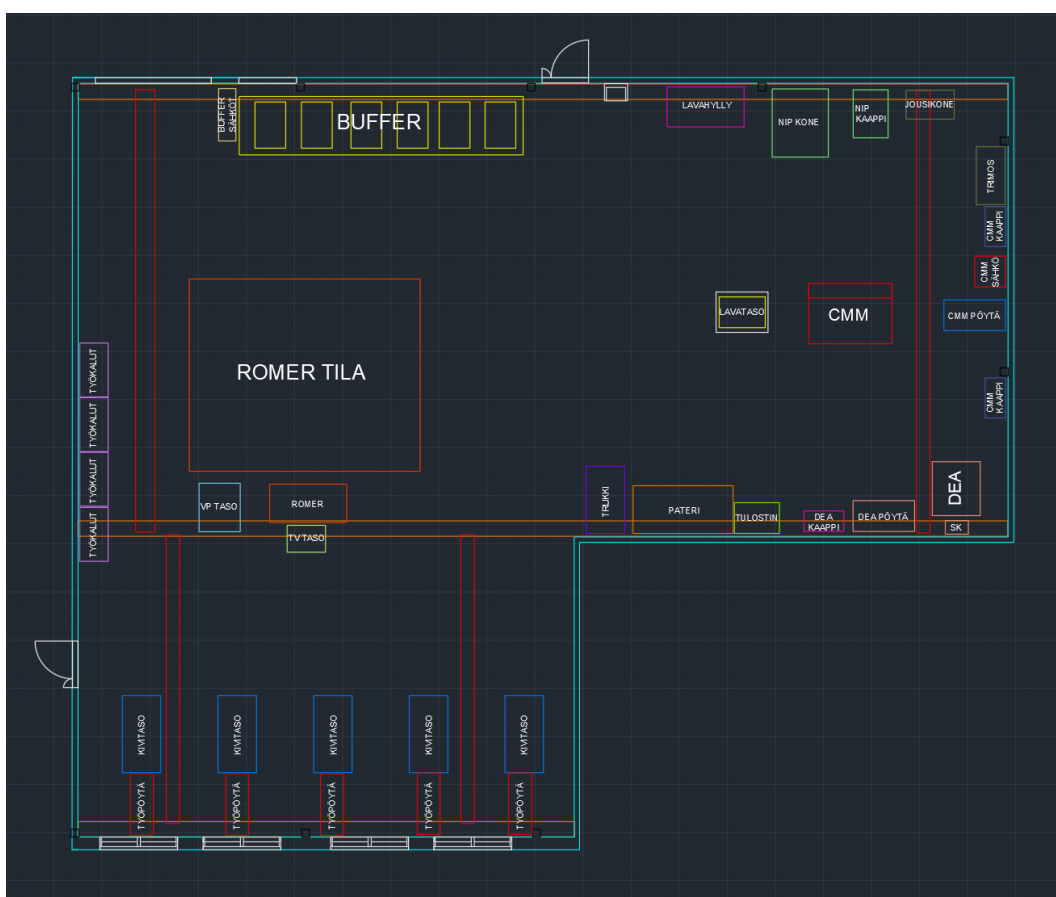 BUFFER
SÄHKÖT
BUFFER
LAVAHYLLY
NIP KONE
NIP
KAAPPI
JOUSIKONE
TRIMOS
CMM
KAAPPI
CMM
SÄHKÖ
LAVATASO
CMM
CMM PÖYTÄ
ROMER TILA
TYÖKALUT
TYÖKALUT
TYÖKALUT
TYÖKALUT
CMM
KAAPPI
VP TASO
ROMER
TV TASO
TRUKKI
PATERI
TULOSTIN
DEA
KAAPPI
DEA PÖYTÄ
DEA
SK
KIVITASO
KIVITASO
KIVITASO
KIVITASO
KIVITASO
TYÖPÖYTÄ
TYÖPÖYTÄ
TYÖPÖYTÄ
TYÖPÖYTÄ
TYÖPÖYTÄ